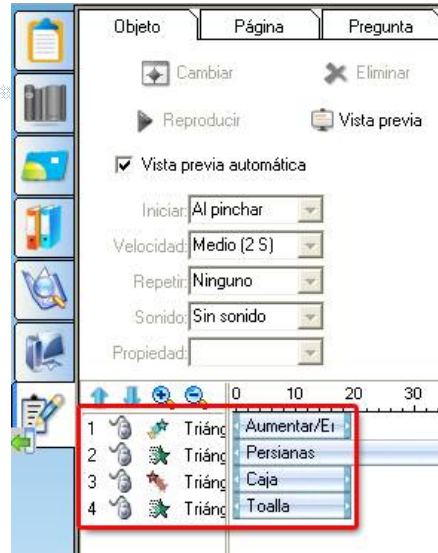 Objeto Página Pregunta
Cambiar Eliminar
Reproducir Vista previa
Vista previa automática
Iniciar: Al pinchar
Velocidad: Medio (2 S)
Repetir: Ninguno
Sonido: Sin sonido
Propiedad:
0 10 20 30
1 Triáng Aumentar/Er
2 Triáng Persianas
3 Triáng Caja
4 Triáng Toalla